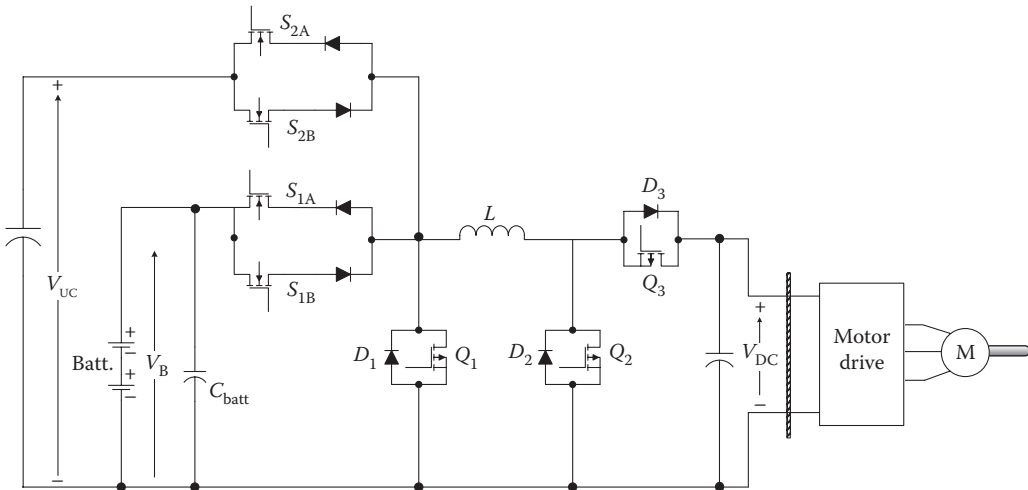 S2A
S2B
S1A
S1B
L
D3
Q3
+
VUC
−
+
−
+
−
Batt.
VB
Cbatt
D1
Q1
D2
Q2
+
VDC
−
Motor
drive
M